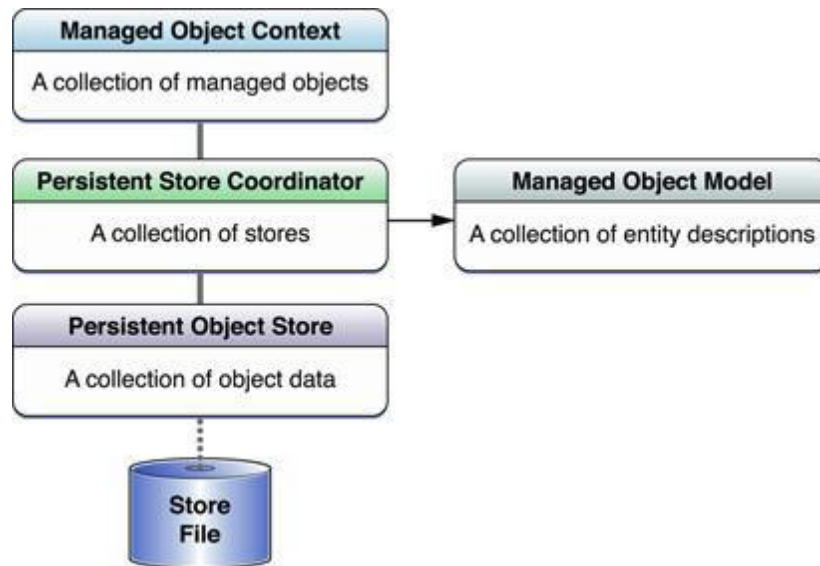 Managed Object Context
A collection of managed objects
Persistent Store Coordinator
A collection of stores
Managed Object Model
A collection of entity descriptions
Persistent Object Store
A collection of object data
Store
File